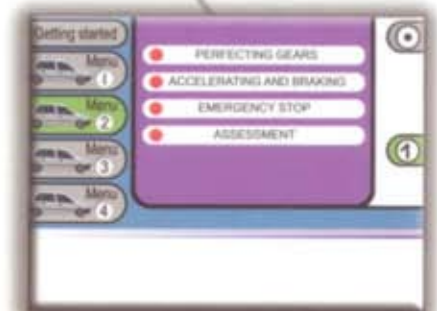 Getting started
Menu
1
Menu
2
Menu
3
Menu
4
PERFECTING GEARS
ACCELERATING AND BRAKING
EMERGENCY STOP
ASSESSMENT
1